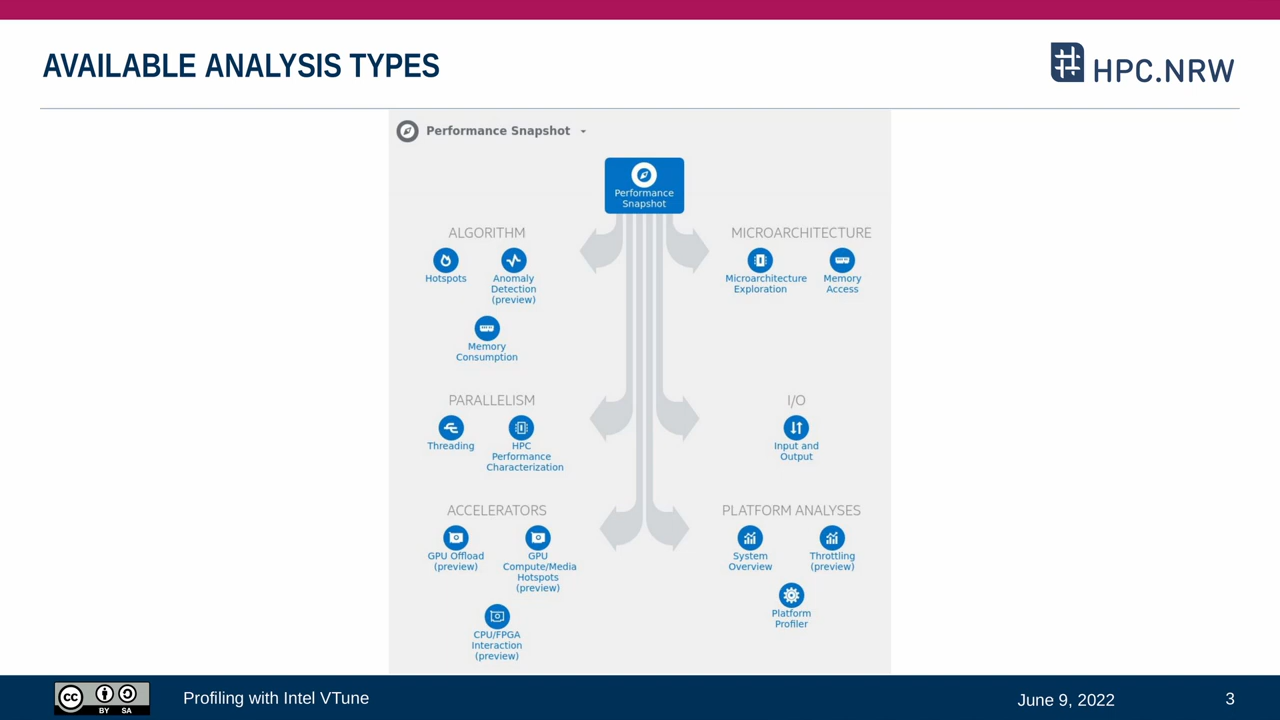 AVAILABLE ANALYSIS TYPES
HPC.NRW
Performance Snapshot
Performance
Snapshot
ALGORITHM
Hotspots
Anomaly
Detection
(preview)
Memory
Consumption
MICROARCHITECTURE
Microarchitecture
Exploration
Memory
Access
PARALLELISM
Threading
HPC
Performance
Characterization
I/O
Input and
Output
ACCELERATORS
GPU Offload
(preview)
GPU
Compute/Media
Hotspots
(preview)
CPU/FPGA
Interaction
(preview)
PLATFORM ANALYSES
System
Overview
Throttling
(preview)
Platform
Profiler
cc
BY SA
Profiling with Intel VTune
June 9, 2022
3